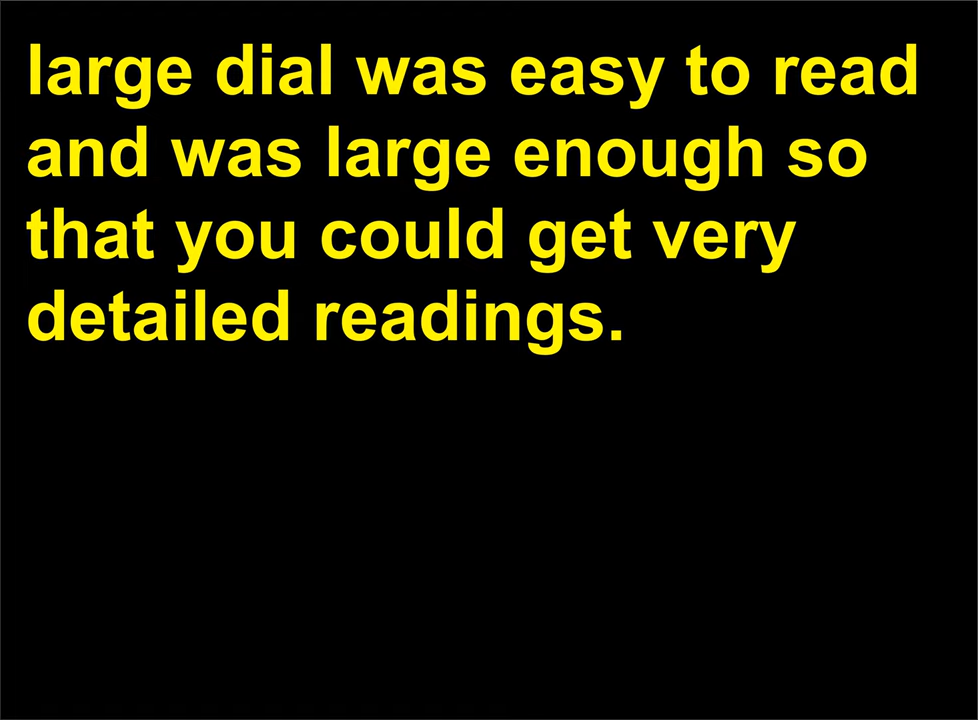 large dial was easy to read
and was large enough so
that you could get very
detailed readings.